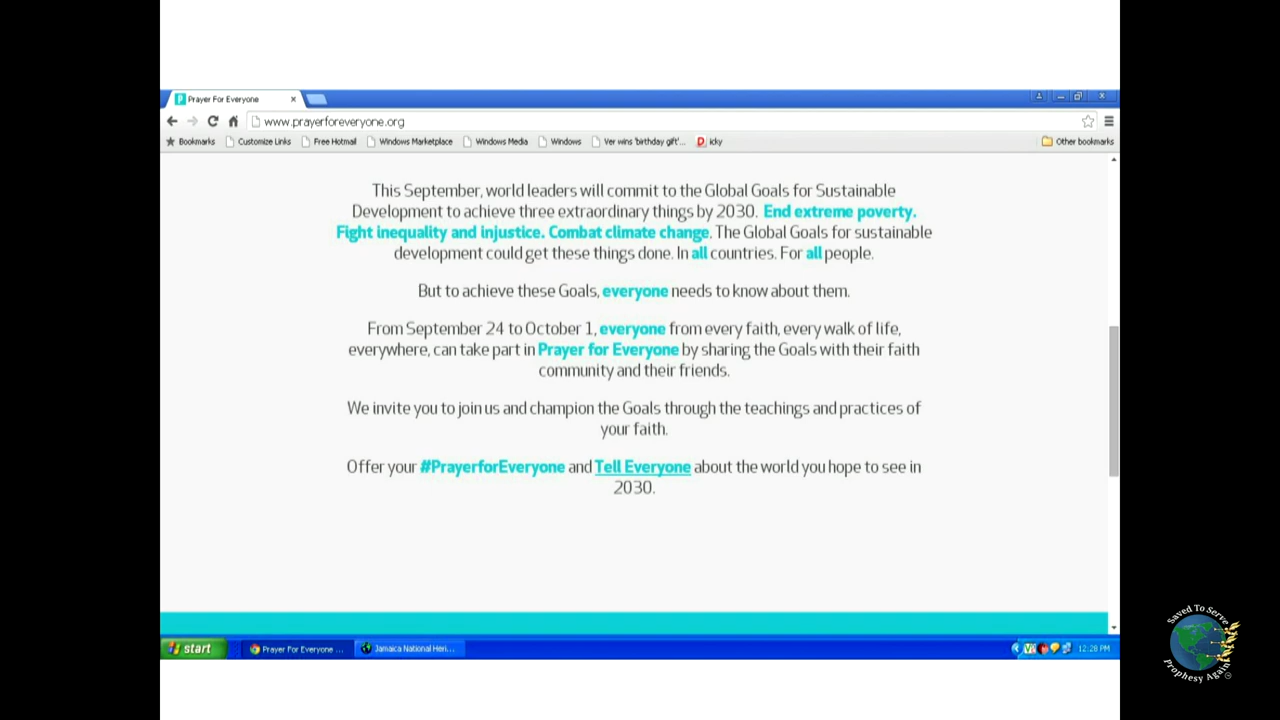 Prayer For Everyone
www.prayerforeveryone.org
Bookmarks Customize Links Free Hotmail Windows Marketplace Windows Media Windows Ver wins 'birthday gift'... icky Other bookmarks
This September, world leaders will commit to the Global Goals for Sustainable
Development to achieve three extraordinary things by 2030. End extreme poverty.
Fight inequality and injustice. Combat climate change. The Global Goals for sustainable
development could get these things done. In all countries. For all people.
But to achieve these Goals, everyone needs to know about them.
From September 24 to October 1, everyone from every faith, every walk of life,
everywhere, can take part in Prayer for Everyone by sharing the Goals with their faith
community and their friends.
We invite you to join us and champion the Goals through the teachings and practices of
your faith.
Offer your #PrayerforEveryone and Tell Everyone about the world you hope to see in
2030.
start Prayer For Everyone ... Jamaica National Heri... 12:28 PM
Saved To Serve
Prophesy Again